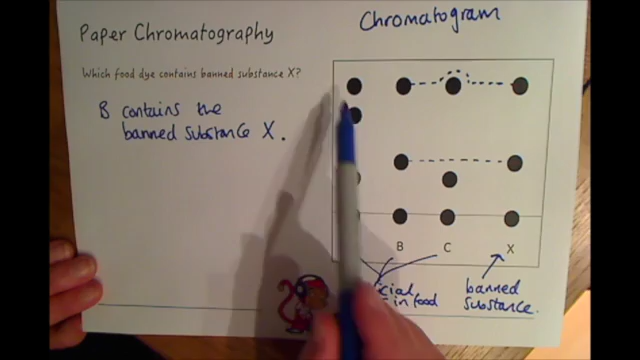 Paper Chromatography
Chromatogram
Which food dye contains banned substance X?
B contains the
banned substance X.
B C X
in food
banned
substance.